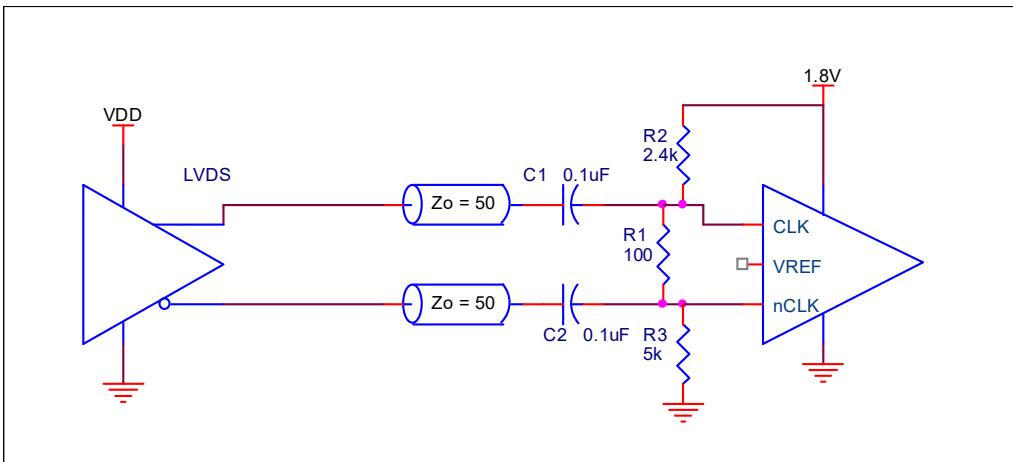 1.8V
VDD
R2
2.4k
LVDS
C1 0.1uF
Zo = 50
R1
100
CLK
VREF
Zo = 50
nCLK
C2 0.1uF
R3
5k